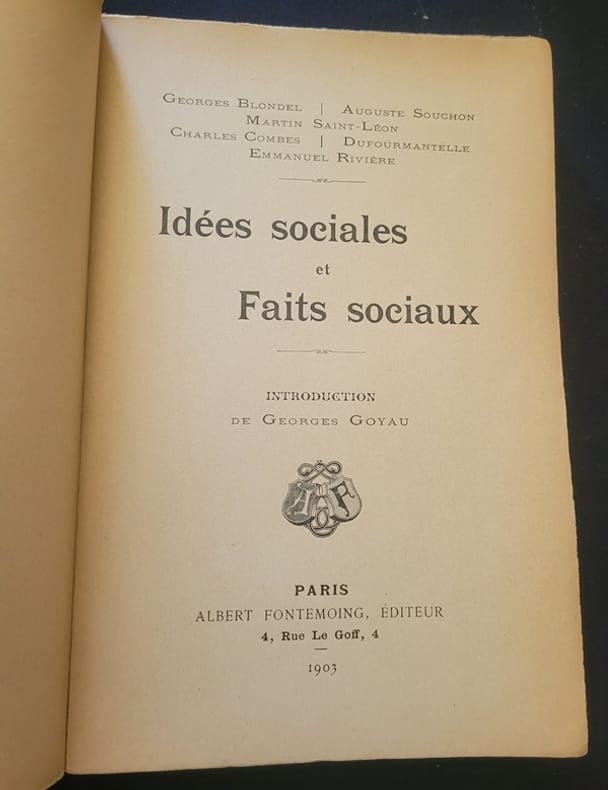 Georges Blondel | Auguste Souchon
Martin Saint-Léon
Charles Combes | Dufourmantelle
Emmanuel Rivière
Idées sociales
et
Faits sociaux
INTRODUCTION
DE GEORGES GOYAU
A F
PARIS
ALBERT FONTEMOING, ÉDITEUR
4, Rue Le Goff, 4
1903